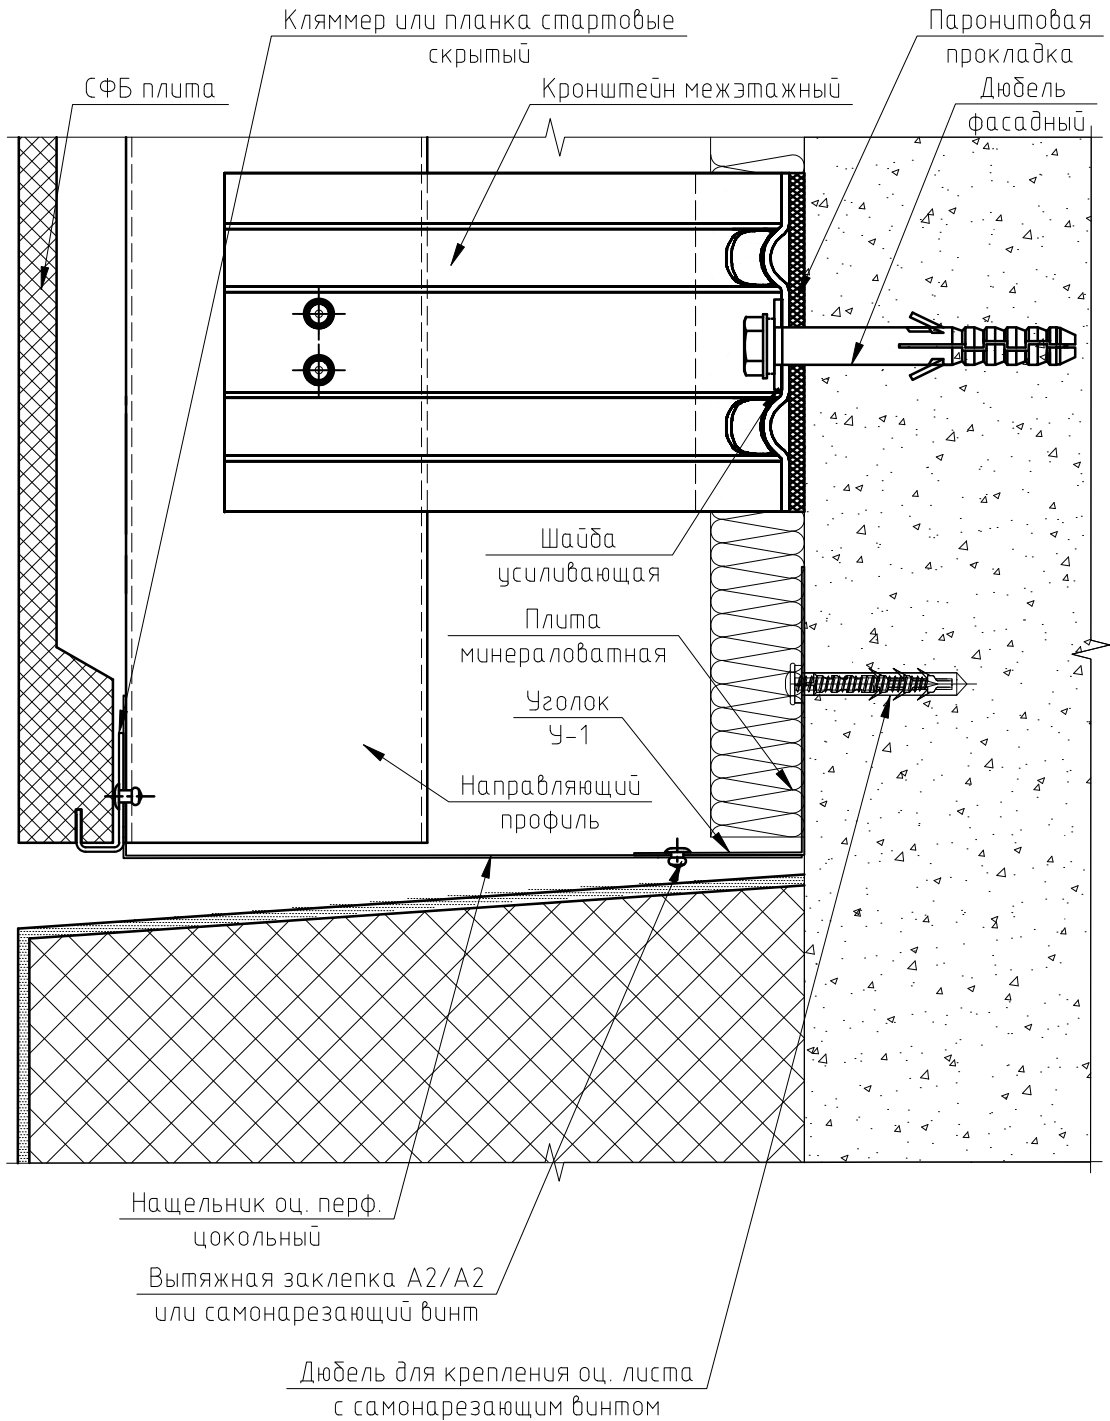 Кляммер или планка стартовые
скрытый
Паронитовая
прокладка
СФБ плита
Кронштейн межэтажный
Дюбель
фасадный
Шайба
усиливающая
Плита
минераловатная
Уголок
У-1
Направляющий
профиль
Нащельник оц. перф.
цокольный
Вытяжная заклепка А2/А2
или самонарезающий винт
Дюбель для крепления оц. листа
с самонарезающим винтом